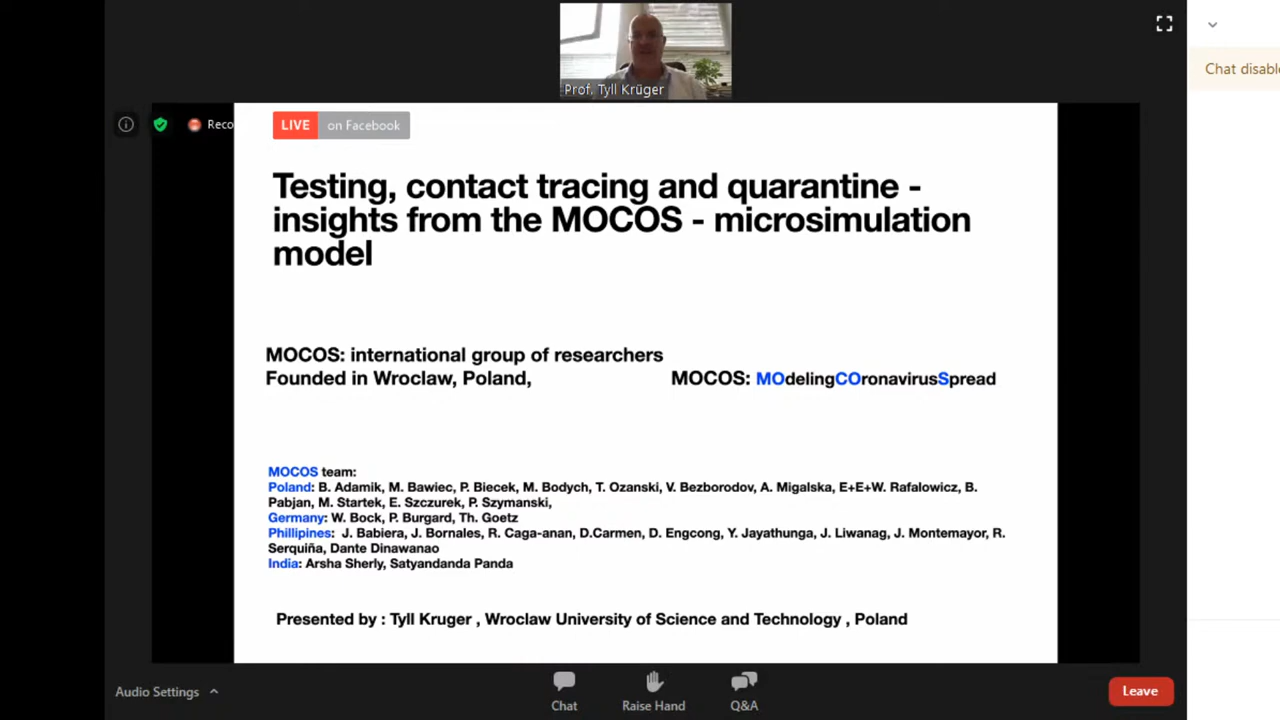 Prof. Tyll Krüger
Chat disable
Reco
LIVE on Facebook
Testing, contact tracing and quarantine -
insights from the MOCOS - microsimulation
model
MOCOS: international group of researchers
Founded in Wroclaw, Poland,
MOCOS: MOdelingCOronavirusSpread
MOCOS team:
Poland: B. Adamik, M. Bawiec, P. Biecek, M. Bodych, T. Ozanski, V. Bezborodov, A. Migalska, E+E+W. Rafalowicz, B.
Pabjan, M. Startek, E. Szczurek, P. Szymanski,
Germany: W. Bock, P. Burgard, Th. Goetz
Phillipines: J. Babiera, J. Bornales, R. Caga-anan, D.Carmen, D. Engcong, Y. Jayathunga, J. Liwanag, J. Montemayor, R.
Serquiña, Dante Dinawanao
India: Arsha Sherly, Satyandanda Panda
Presented by : Tyll Kruger , Wroclaw University of Science and Technology , Poland
Audio Settings
Chat
Raise Hand
Q&A
Leave